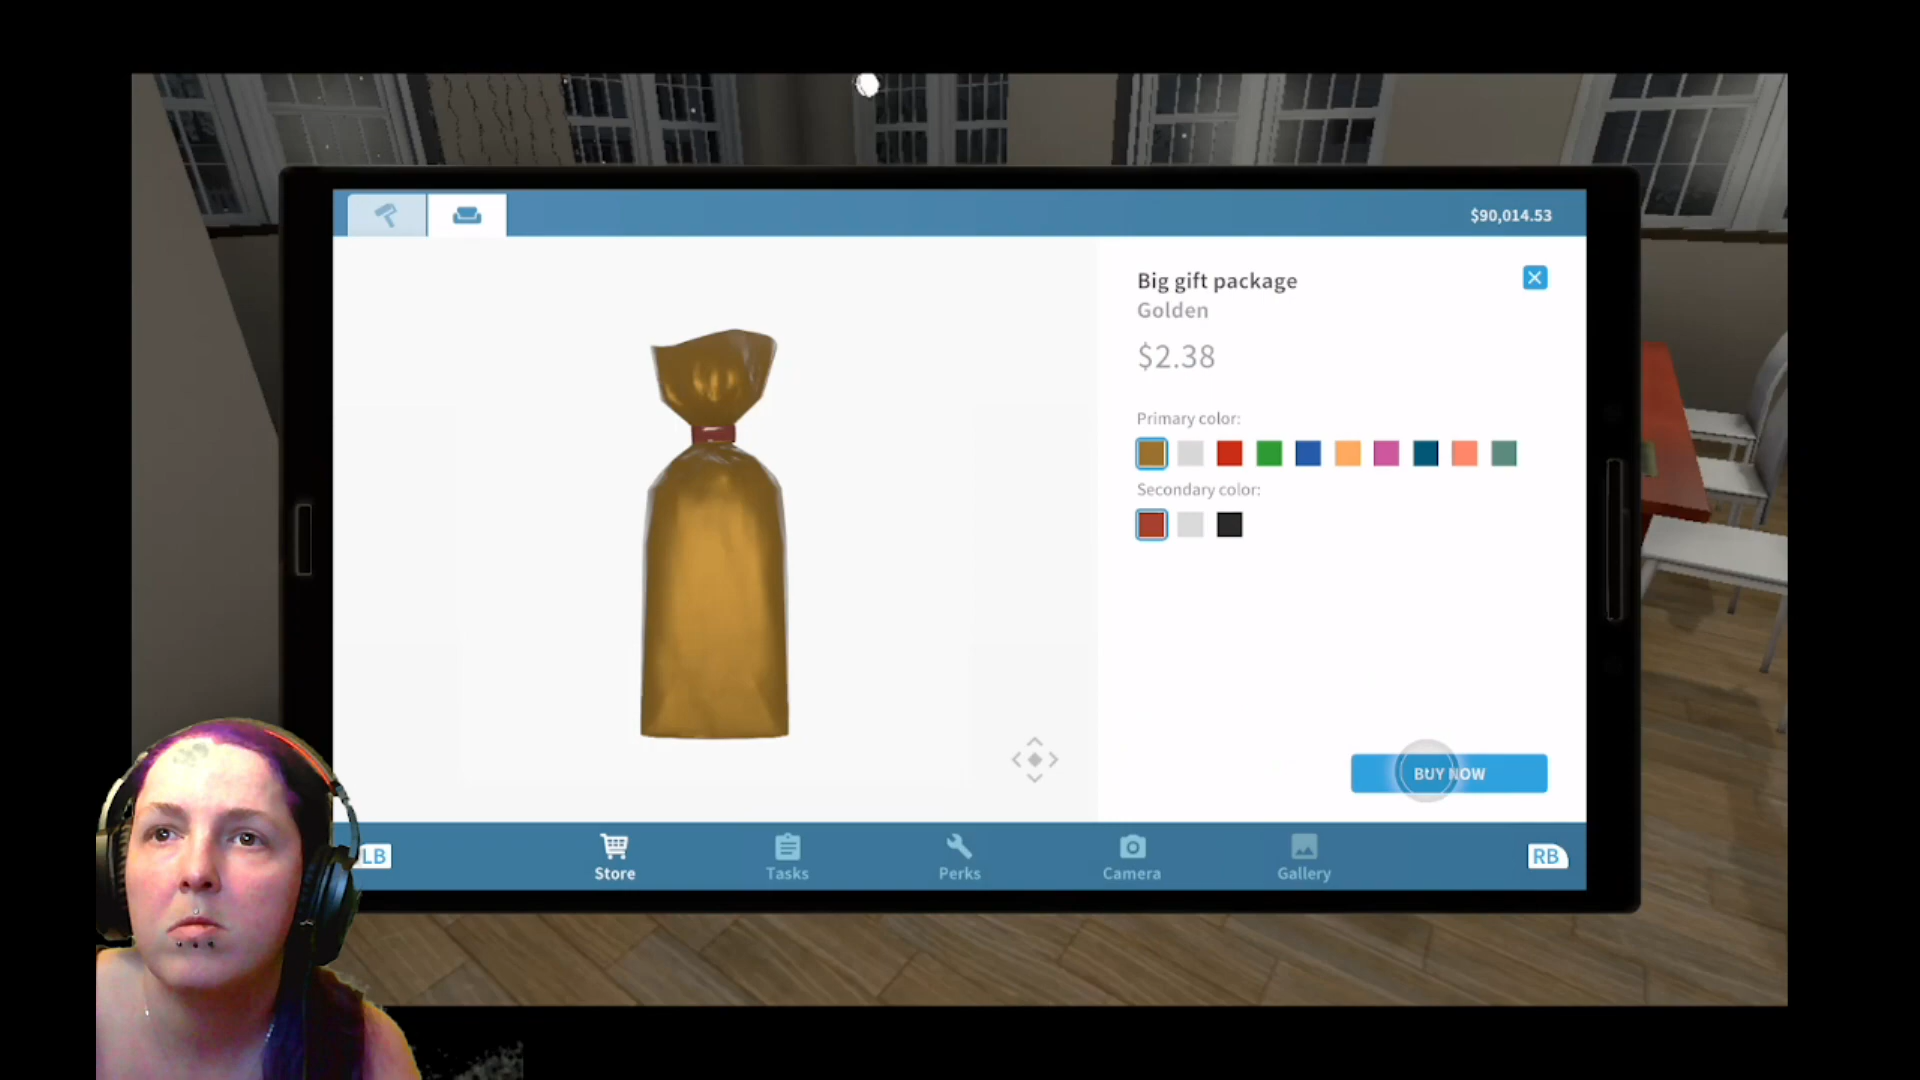 $90,014.53
Big gift package
Golden
$2.38
Primary color:
Secondary color:
BUY NOW
LB
Store
Tasks
Perks
Camera
Gallery
RB